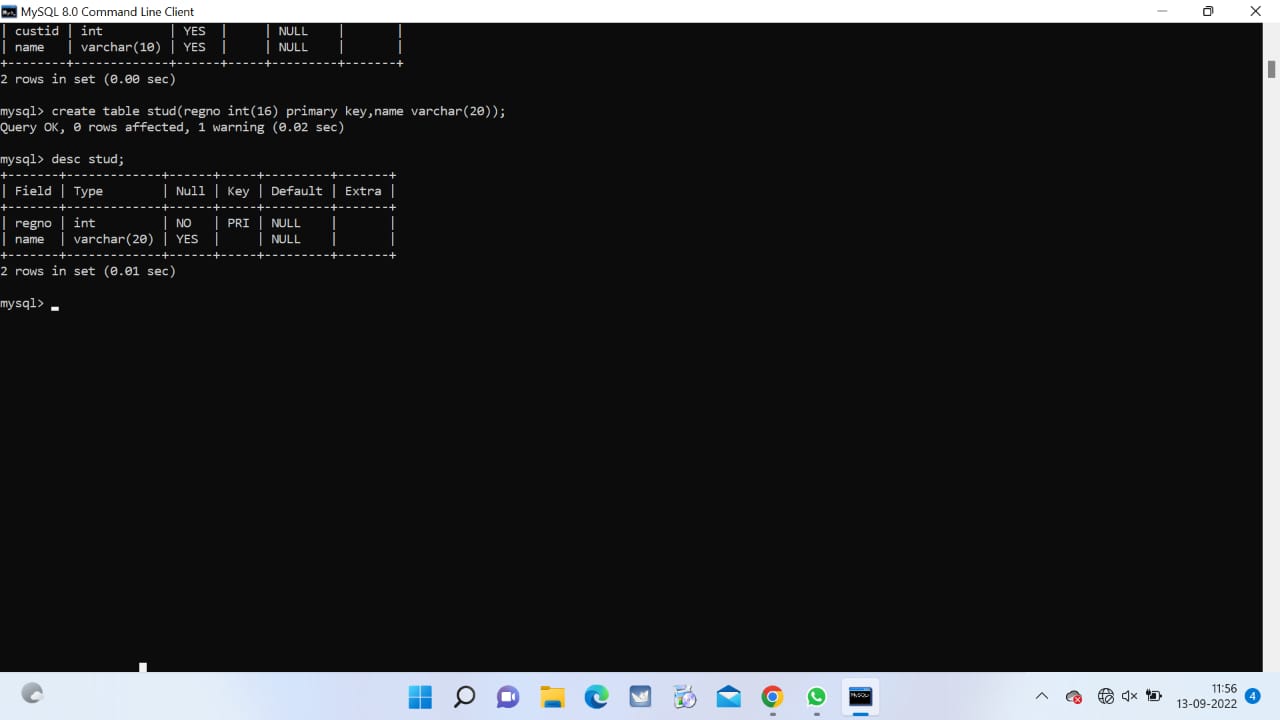 MySQL 8.0 Command Line Client
| custid | int         | YES  |     | NULL    |       |
| name   | varchar(10) | YES  |     | NULL    |       |
+--------+-------------+------+-----+---------+-------+
2 rows in set (0.00 sec)
mysql> create table stud(regno int(16) primary key,name varchar(20));
Query OK, 0 rows affected, 1 warning (0.02 sec)
mysql> desc stud;
+-------+-------------+------+-----+---------+-------+
| Field | Type        | Null | Key | Default | Extra |
+-------+-------------+------+-----+---------+-------+
| regno | int         | NO   | PRI | NULL    |       |
| name  | varchar(20) | YES  |     | NULL    |       |
+-------+-------------+------+-----+---------+-------+
2 rows in set (0.01 sec)
mysql> _
11:56
13-09-2022
4